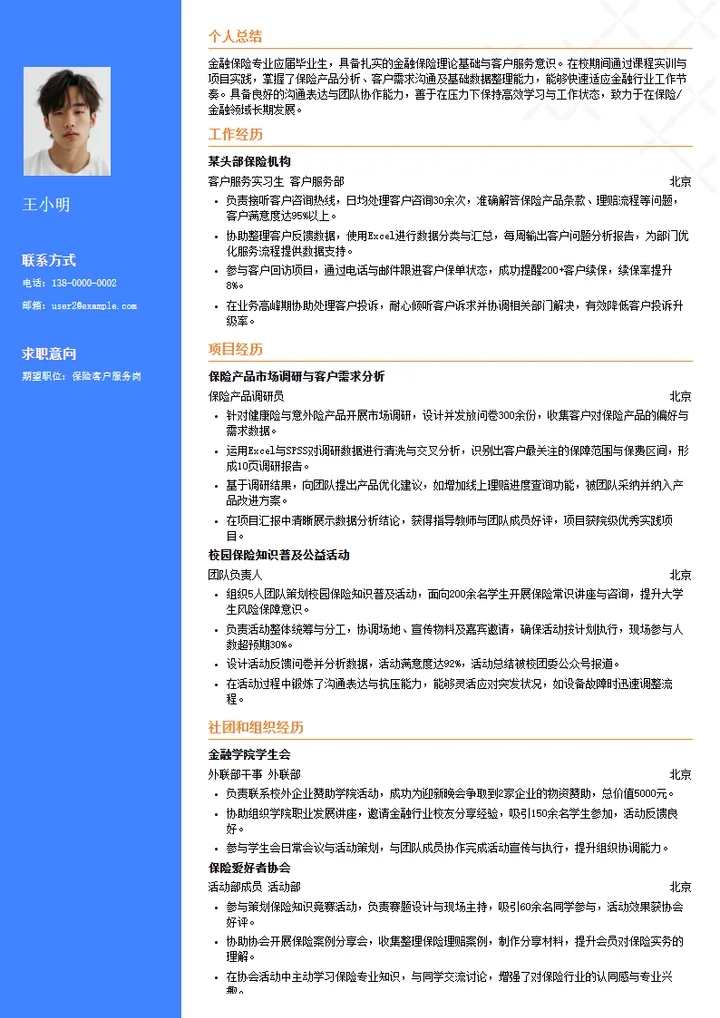 王小明
联系方式
电话：138-0000-0002
邮箱：user2@example.com
求职意向
期望职位：保险客户服务岗
个人总结
金融保险专业应届毕业生，具备扎实的金融保险理论基础与客户服务意识。在校期间通过课程实训与
项目实践，掌握了保险产品分析、客户需求沟通及基础数据整理能力，能够快速适应金融行业工作节
奏。具备良好的沟通表达与团队协作能力，善于在压力下保持高效学习与工作状态，致力于在保险/
金融领域长期发展。
工作经历
某头部保险机构
客户服务实习生 客户服务部 北京
• 负责接听客户咨询热线，日均处理客户咨询30余次，准确解答保险产品条款、理赔流程等问题，
客户满意度达95%以上。
• 协助整理客户反馈数据，使用Excel进行数据分类与汇总，每周输出客户问题分析报告，为部门优
化服务流程提供数据支持。
• 参与客户回访项目，通过电话与邮件跟进客户保单状态，成功提醒200+客户续保，续保率提升
8%。
• 在业务高峰期协助处理客户投诉，耐心倾听客户诉求并协调相关部门解决，有效降低客户投诉升
级率。
项目经历
保险产品市场调研与客户需求分析
保险产品调研员 北京
• 针对健康险与意外险产品开展市场调研，设计并发放问卷300余份，收集客户对保险产品的偏好与
需求数据。
• 运用Excel与SPSS对调研数据进行清洗与交叉分析，识别出客户最关注的保障范围与保费区间，形
成10页调研报告。
• 基于调研结果，向团队提出产品优化建议，如增加线上理赔进度查询功能，被团队采纳并纳入产
品改进方案。
• 在项目汇报中清晰展示数据分析结论，获得指导教师与团队成员好评，项目获院级优秀实践项
目。
校园保险知识普及公益活动
团队负责人 北京
• 组织5人团队策划校园保险知识普及活动，面向200余名学生开展保险常识讲座与咨询，提升大学
生风险保障意识。
• 负责活动整体统筹与分工，协调场地、宣传物料及嘉宾邀请，确保活动按计划执行，现场参与人
数超预期30%。
• 设计活动反馈问卷并分析数据，活动满意度达92%，活动总结被校团委公众号报道。
• 在活动过程中锻炼了沟通表达与抗压能力，能够灵活应对突发状况，如设备故障时迅速调整流
程。
社团和组织经历
金融学院学生会
外联部干事 外联部 北京
• 负责联系校外企业赞助学院活动，成功为迎新晚会争取到2家企业的物资赞助，总价值5000元。
• 协助组织学院职业发展讲座，邀请金融行业校友分享经验，吸引150余名学生参加，活动反馈良
好。
• 参与学生会日常会议与活动策划，与团队成员协作完成活动宣传与执行，提升组织协调能力。
保险爱好者协会
活动部成员 活动部 北京
• 参与策划保险知识竞赛活动，负责赛题设计与现场主持，吸引60余名同学参与，活动效果获协会
好评。
• 协助协会开展保险案例分享会，收集整理保险理赔案例，制作分享材料，提升会员对保险实务的
理解。
• 在协会活动中主动学习保险专业知识，与同学交流讨论，增强了对保险行业的认同感与专业兴
趣。